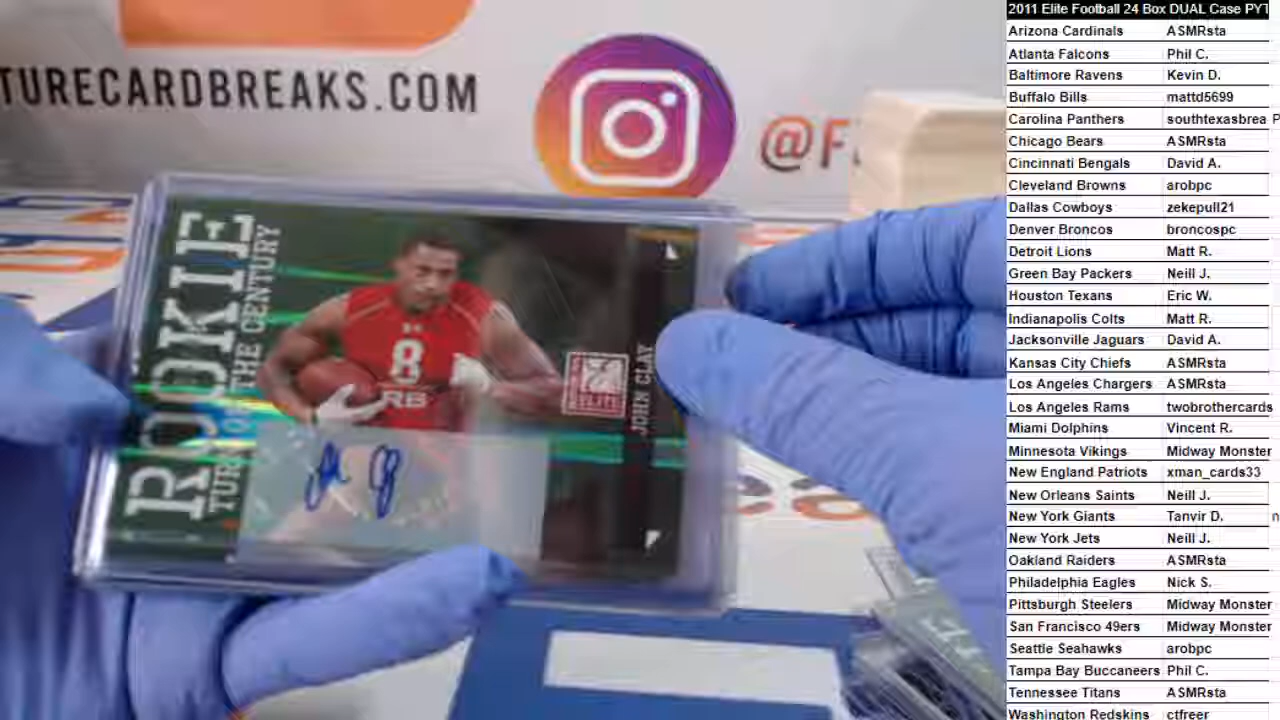 TURECARDBREAKS.COM
@F
ROOKIE
TURN OF THE CENTURY
8
RB
ELITE
JOHN CLAY
2011 Elite Football 24 Box DUAL Case PYT
Arizona Cardinals ASMRsta
Atlanta Falcons Phil C.
Baltimore Ravens Kevin D.
Buffalo Bills mattd5699
Carolina Panthers southtexasbrea P
Chicago Bears ASMRsta
Cincinnati Bengals David A.
Cleveland Browns arobpc
Dallas Cowboys zekepull21
Denver Broncos broncospc
Detroit Lions Matt R.
Green Bay Packers Neill J.
Houston Texans Eric W.
Indianapolis Colts Matt R.
Jacksonville Jaguars David A.
Kansas City Chiefs ASMRsta
Los Angeles Chargers ASMRsta
Los Angeles Rams twobrothercards
Miami Dolphins Vincent R.
Minnesota Vikings Midway Monster
New England Patriots xman_cards33
New Orleans Saints Neill J.
New York Giants Tanvir D. n
New York Jets Neill J.
Oakland Raiders ASMRsta
Philadelphia Eagles Nick S.
Pittsburgh Steelers Midway Monster
San Francisco 49ers Midway Monster
Seattle Seahawks arobpc
Tampa Bay Buccaneers Phil C.
Tennessee Titans ASMRsta
Washington Redskins ctfreer